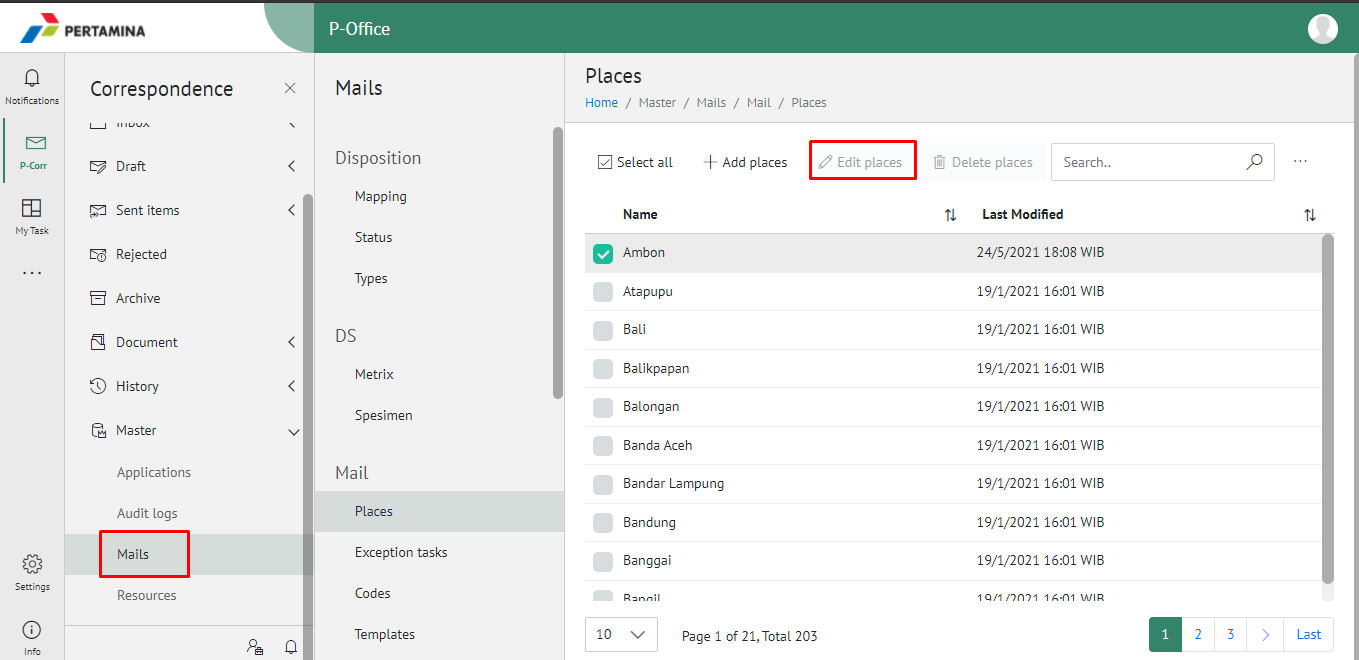 PERTAMINA
P-Office
Notifications
P-Corr
My Task
Settings
Info
Correspondence
Inbox
Draft
Sent items
Rejected
Archive
Document
History
Master
Applications
Audit logs
Mails
Resources
Mails
Disposition
Mapping
Status
Types
DS
Metrix
Spesimen
Mail
Places
Exception tasks
Codes
Templates
Places
Home / Master / Mails / Mail / Places
Select all Add places Edit places Delete places Search..
Name Last Modified
Ambon 24/5/2021 18:08 WIB
Atapupu 19/1/2021 16:01 WIB
Bali 19/1/2021 16:01 WIB
Balikpapan 19/1/2021 16:01 WIB
Balongan 19/1/2021 16:01 WIB
Banda Aceh 19/1/2021 16:01 WIB
Bandar Lampung 19/1/2021 16:01 WIB
Bandung 19/1/2021 16:01 WIB
Banggai 19/1/2021 16:01 WIB
Bangil 19/1/2021 16:01 WIB
10 Page 1 of 21, Total 203 1 2 3 Last